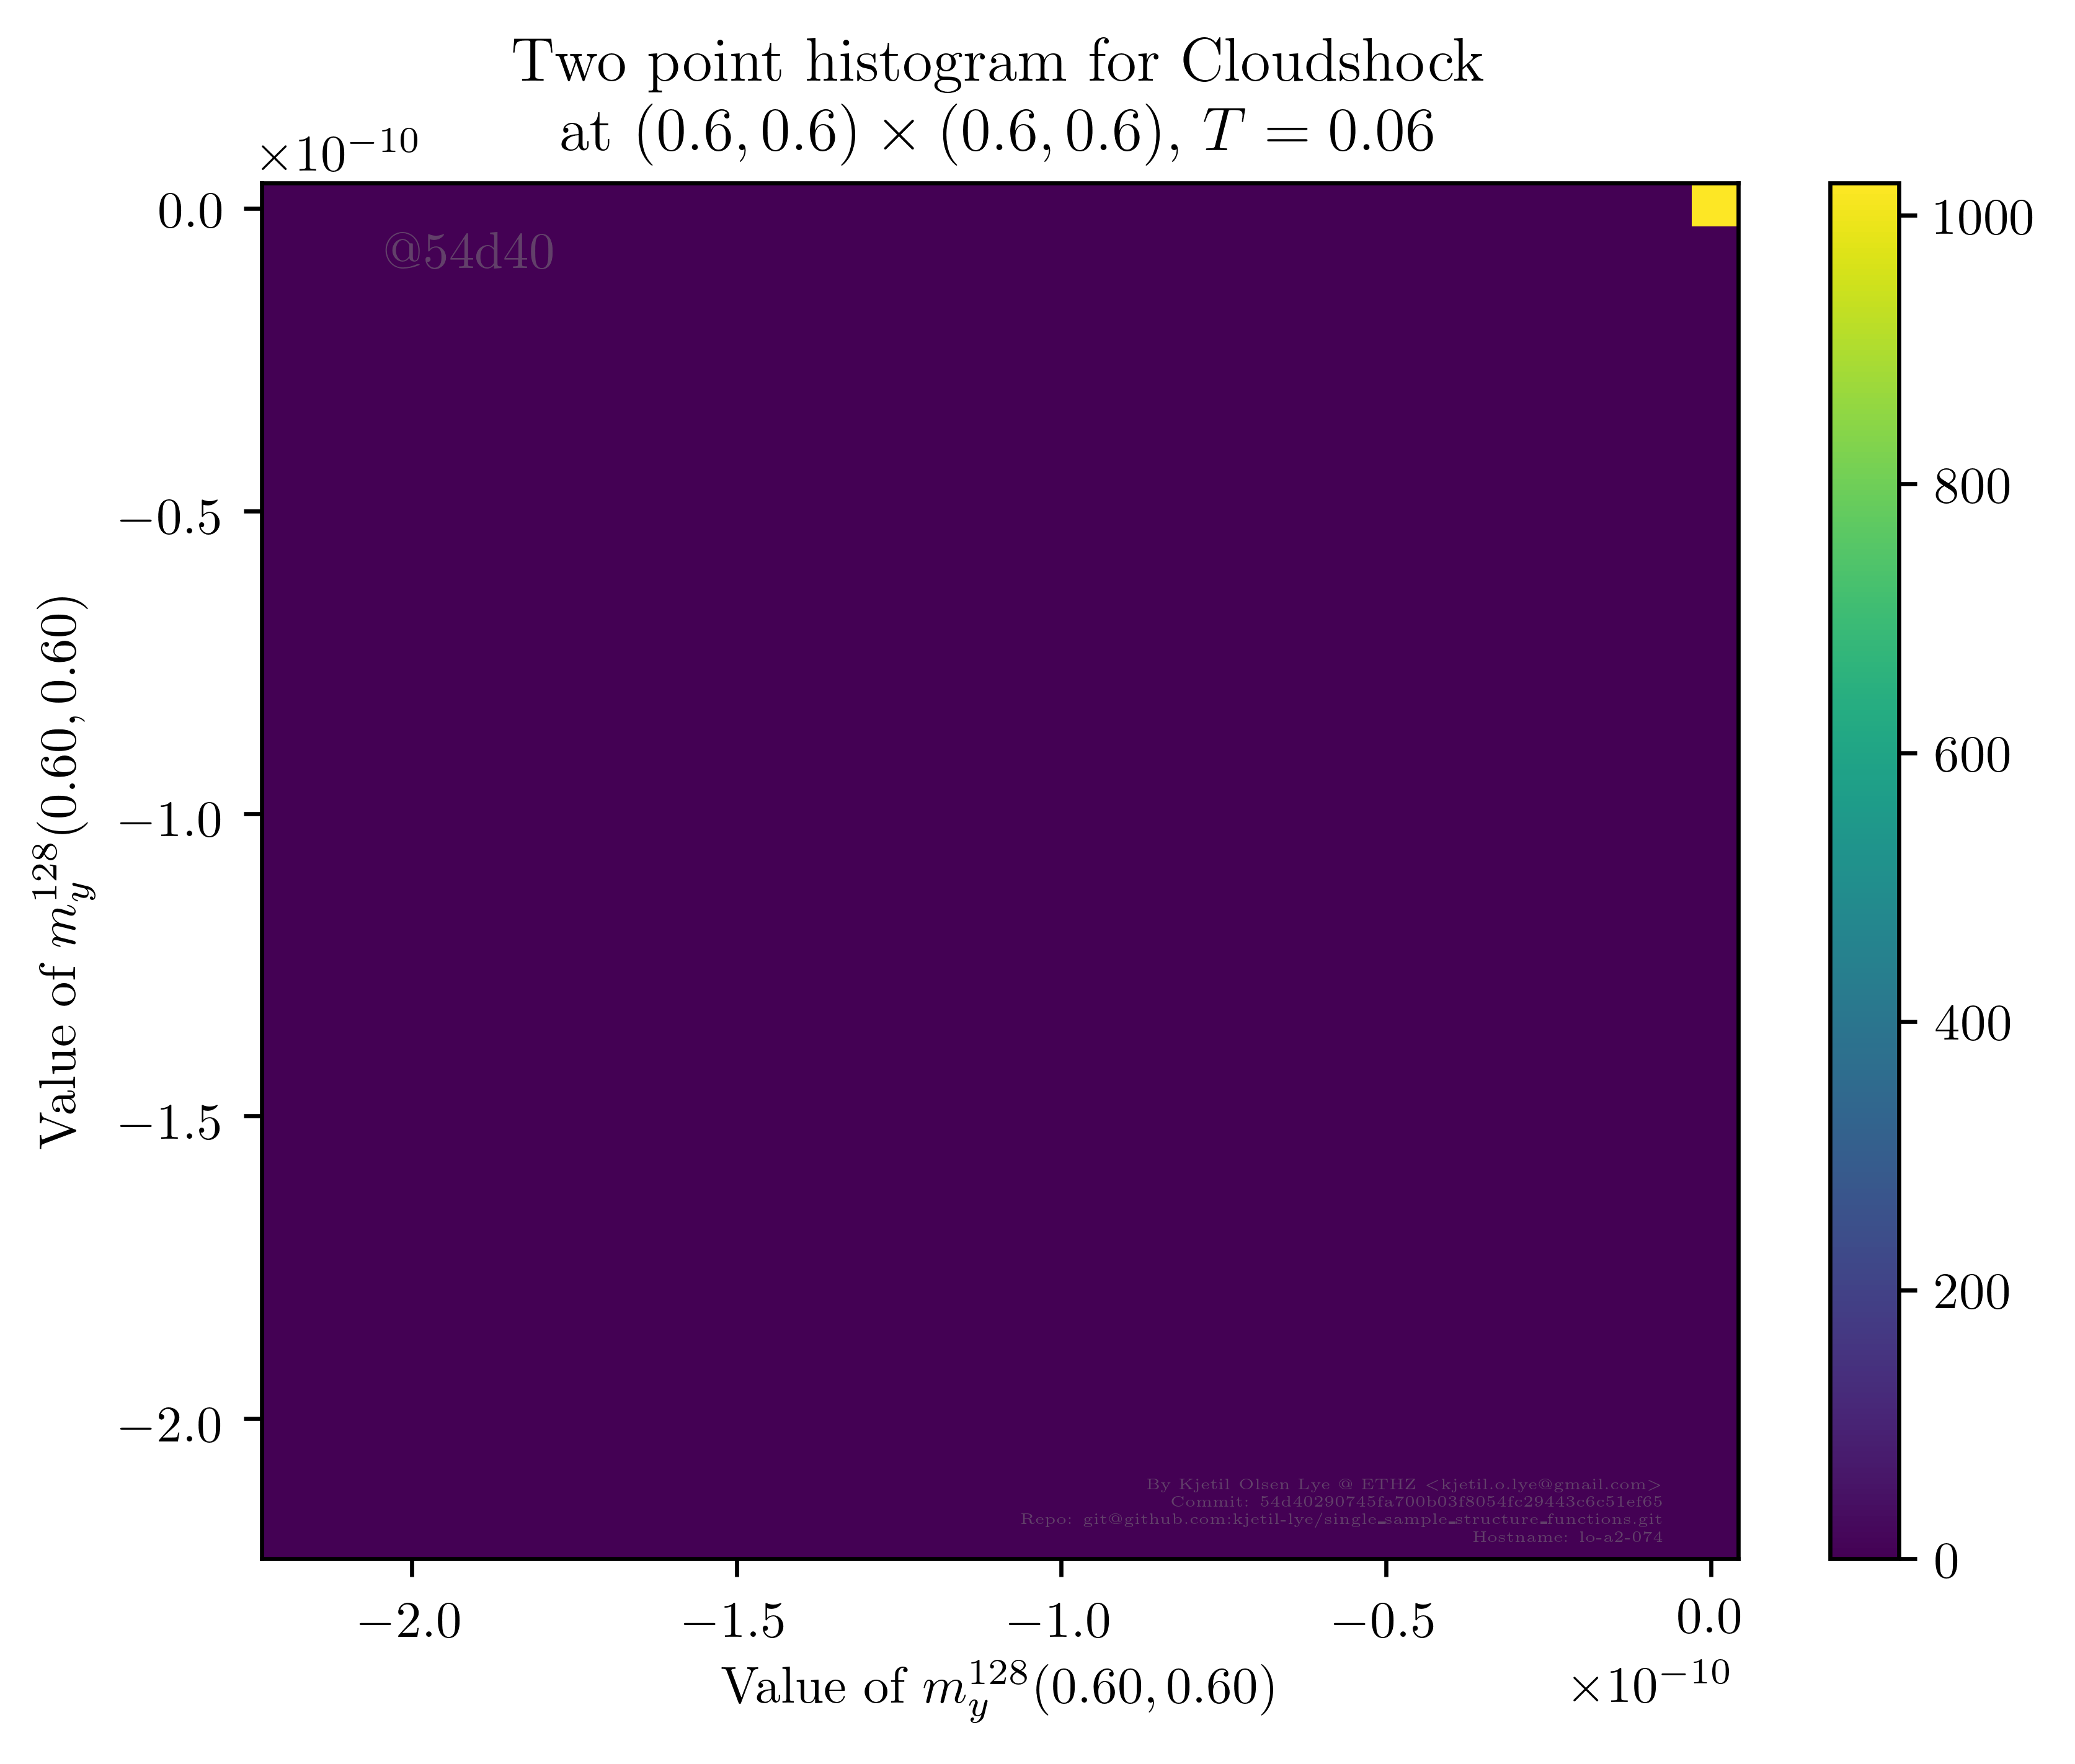 Two point histogram for Cloudshock
at (0.6, 0.6) × (0.6, 0.6), T = 0.06
×10⁻¹⁰
@54d40
0.0
−0.5
−1.0
−1.5
−2.0
Value of m_y^128(0.60, 0.60)
1000
800
600
400
200
0
By Kjetil Olsen Lye @ ETHZ <kjetil.o.lye@gmail.com>
Commit: 54d40290745fa700b03f8054fc29443c6c51ef65
Repo: git@github.com:kjetil-lye/single_sample_structure_functions.git
Hostname: lo-a2-074
−2.0 −1.5 −1.0 −0.5 0.0
Value of m_y^128(0.60, 0.60)
×10⁻¹⁰